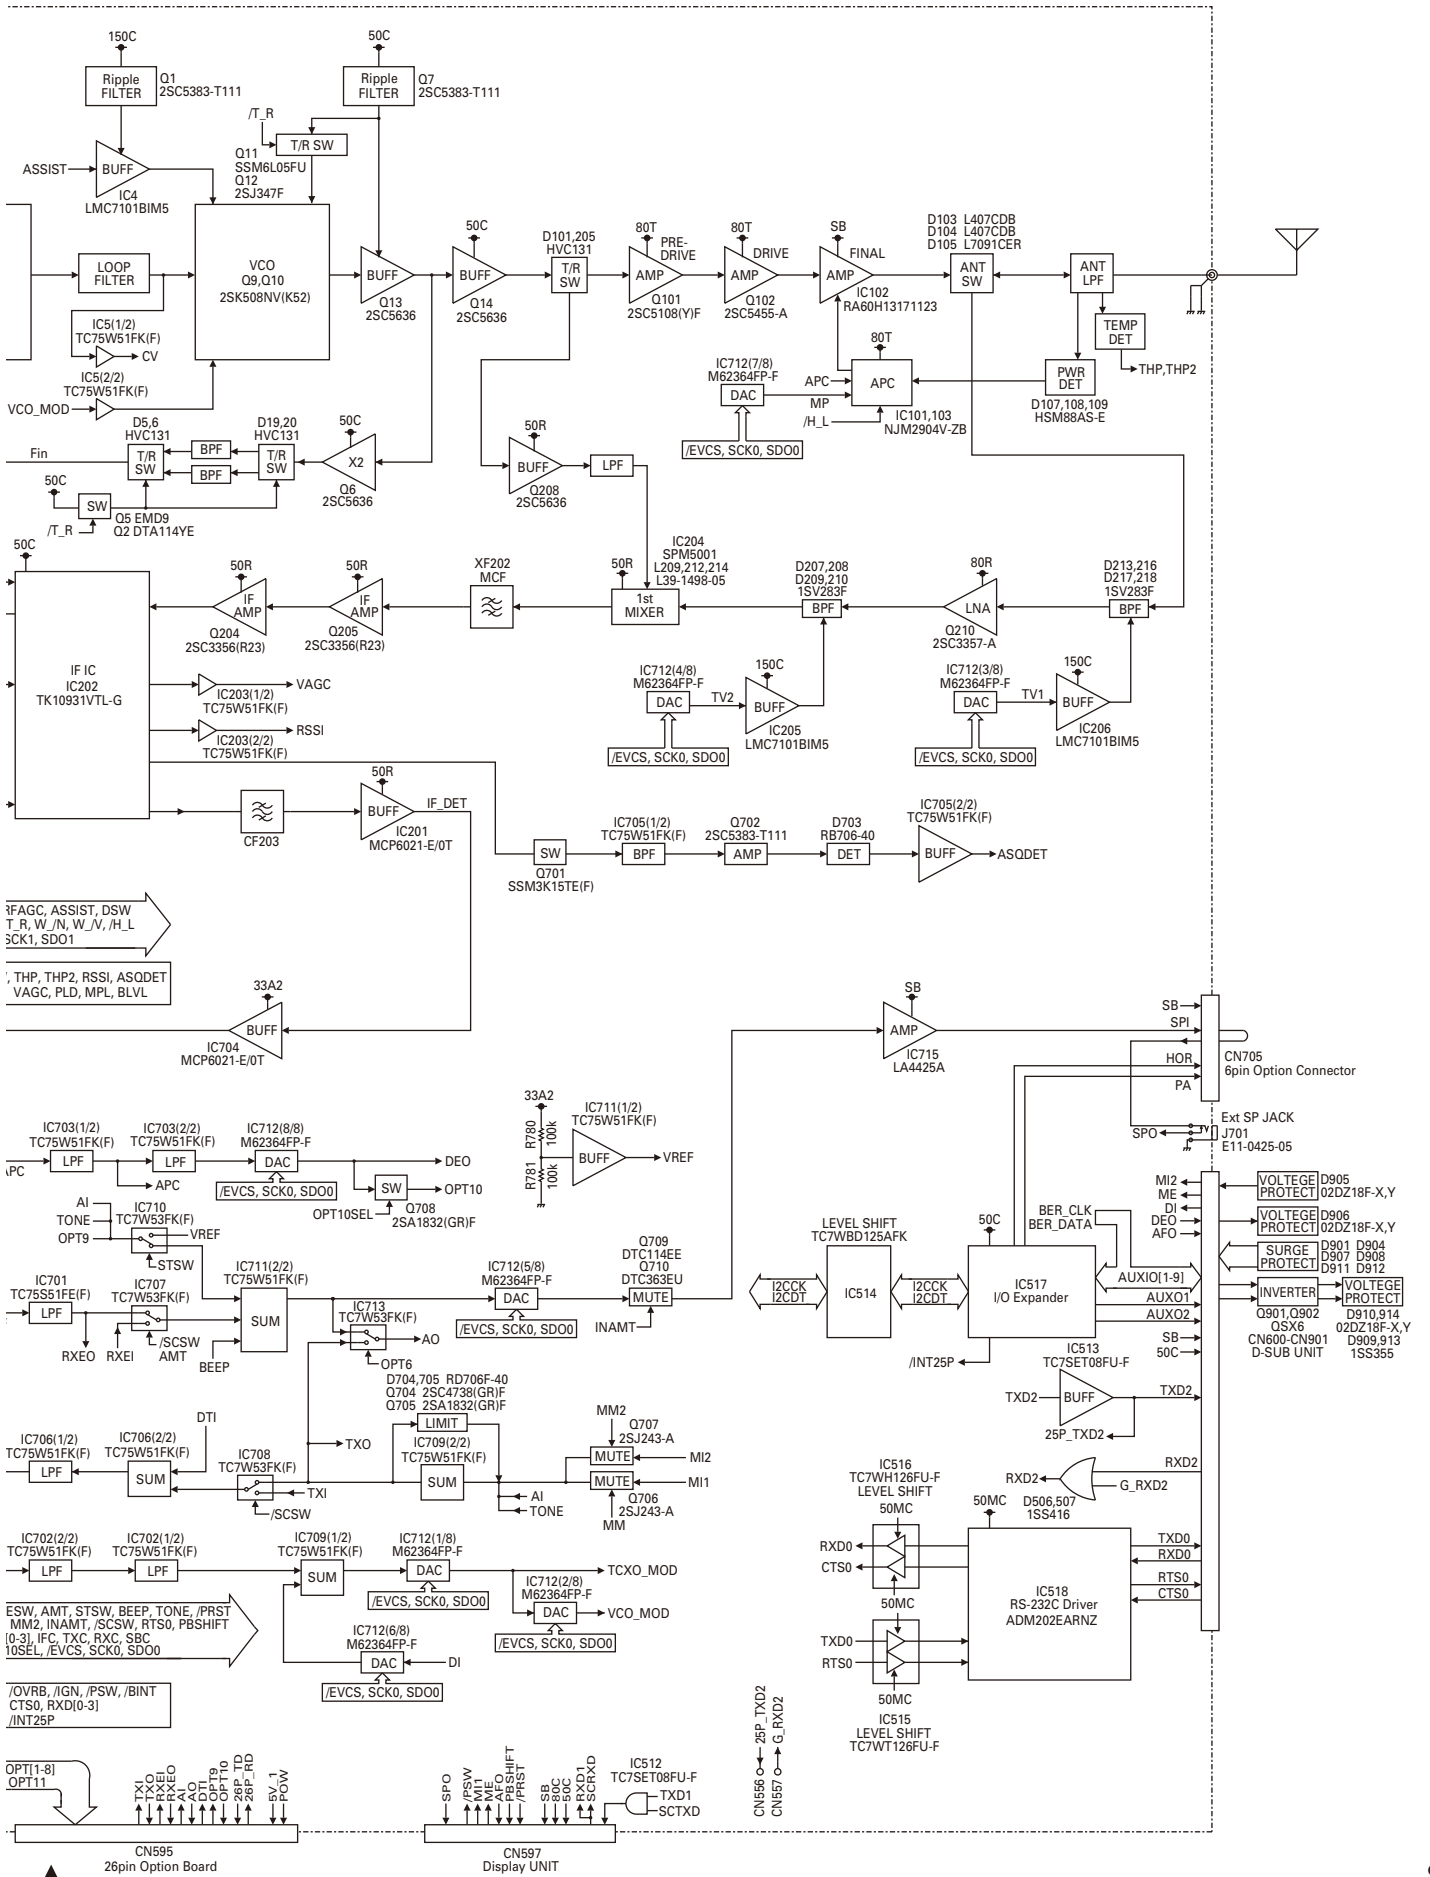 150C
50C
Ripple
FILTER
Q1
2SC5383-T111
Ripple
FILTER
Q7
2SC5383-T111
/T_R
T/R SW
Q11
SSM6L05FU
Q12
2SJ347F
ASSIST
BUFF
IC4
LMC7101BIM5
LOOP
FILTER
VCO
Q9,Q10
2SK508NV(K52)
IC5(1/2)
TC75W51FK(F)
CV
IC5(2/2)
TC75W51FK(F)
VCO_MOD
BUFF
Q13
2SC5636
50C
BUFF
Q14
2SC5636
D101,205
HVC131
T/R
SW
80T
PRE-
DRIVE
AMP
Q101
2SC5108(Y)F
80T
DRIVE
AMP
Q102
2SC5455-A
SB
FINAL
AMP
IC102
RA60H13171123
D103 L407CDB
D104 L407CDB
D105 L7091CER
ANT
SW
ANT
LPF
TEMP
DET
THP,THP2
PWR
DET
D107,108,109
HSM88AS-E
80T
APC
APC
MP
/H_L
IC101,103
NJM2904V-ZB
IC712(7/8)
M62364FP-F
DAC
/EVCS, SCK0, SDO0
Fin
D5,6
HVC131
T/R
SW
BPF
BPF
D19,20
HVC131
T/R
SW
50C
X2
Q6
2SC5636
50C
SW
/T_R
Q5 EMD9
Q2 DTA114YE
50R
BUFF
Q208
2SC5636
LPF
50C
IF IC
IC202
TK10931VTL-G
50R
IF
AMP
Q204
2SC3356(R23)
50R
IF
AMP
Q205
2SC3356(R23)
XF202
MCF
50R
IC204
SPM5001
L209,212,214
L39-1498-05
1st
MIXER
D207,208
D209,210
1SV283F
BPF
80R
LNA
Q210
2SC3357-A
D213,216
D217,218
1SV283F
BPF
IC203(1/2)
TC75W51FK(F)
VAGC
IC203(2/2)
TC75W51FK(F)
RSSI
IC712(4/8)
M62364FP-F
DAC
TV2
/EVCS, SCK0, SDO0
150C
BUFF
IC205
LMC7101BIM5
IC712(3/8)
M62364FP-F
DAC
TV1
/EVCS, SCK0, SDO0
150C
BUFF
IC206
LMC7101BIM5
CF203
50R
BUFF
IF_DET
IC201
MCP6021-E/0T
SW
Q701
SSM3K15TE(F)
IC705(1/2)
TC75W51FK(F)
BPF
Q702
2SC5383-T111
AMP
D703
RB706-40
DET
IC705(2/2)
TC75W51FK(F)
BUFF
ASQDET
RFAGC, ASSIST, DSW
T_R, W_/N, W_/V, /H_L
SCK1, SDO1
, THP, THP2, RSSI, ASQDET
VAGC, PLD, MPL, BLVL
33A2
BUFF
IC704
MCP6021-E/0T
SB
AMP
IC715
LA4425A
SB
SPI
HOR
PA
CN705
6pin Option Connector
Ext SP JACK
SPO
J701
E11-0425-05
IC703(1/2)
TC75W51FK(F)
LPF
APC
IC703(2/2)
TC75W51FK(F)
LPF
APC
IC712(8/8)
M62364FP-F
DAC
/EVCS, SCK0, SDO0
DEO
SW
OPT10
OPT10SEL
Q708
2SA1832(GR)F
33A2
R780
100k
R781
100k
IC711(1/2)
TC75W51FK(F)
BUFF
VREF
AI
TONE
OPT9
IC710
TC7W53FK(F)
VREF
STSW
IC701
TC75S51FE(F)
LPF
RXEO
RXEI
IC707
TC7W53FK(F)
/SCSW
AMT
BEEP
IC711(2/2)
TC75W51FK(F)
SUM
IC713
TC7W53FK(F)
AO
OPT6
IC712(5/8)
M62364FP-F
DAC
/EVCS, SCK0, SDO0
Q709
DTC114EE
Q710
DTC363EU
MUTE
INAMT
LEVEL SHIFT
TC7WBD125AFK
I2CCK
I2CDT
IC514
I2CCK
I2CDT
50C
IC517
I/O Expander
/INT25P
BER_CLK
BER_DATA
AUXIO[1-9]
AUXO1
AUXO2
SB
50C
MI2
ME
DI
DEO
AFO
VOLTEGE
PROTECT
D905
02DZ18F-X,Y
VOLTEGE
PROTECT
D906
02DZ18F-X,Y
SURGE
PROTECT
D901 D904
D907 D908
D911 D912
INVERTER
VOLTEGE
PROTECT
Q901,Q902
QSX6
CN600-CN901
D-SUB UNIT
D910,914
02DZ18F-X,Y
D909,913
1SS355
IC513
TC7SET08FU-F
TXD2
BUFF
TXD2
25P_TXD2
D704,705 RD706F-40
Q704 2SC4738(GR)F
Q705 2SA1832(GR)F
LIMIT
IC709(2/2)
TC75W51FK(F)
SUM
AI
TONE
MM2
Q707
2SJ243-A
MUTE
MI2
MUTE
MI1
Q706
2SJ243-A
MM
TXO
DTI
IC706(1/2)
TC75W51FK(F)
LPF
IC706(2/2)
TC75W51FK(F)
SUM
IC708
TC7W53FK(F)
TXI
/SCSW
RXD2
RXD2
G_RXD2
D506,507
1SS416
IC516
TC7WH126FU-F
LEVEL SHIFT
50MC
RXD0
CTS0
50MC
TXD0
RTS0
50MC
IC515
LEVEL SHIFT
TC7WT126FU-F
50MC
IC518
RS-232C Driver
ADM202EARNZ
TXD0
RXD0
RTS0
CTS0
IC702(2/2)
TC75W51FK(F)
LPF
IC702(1/2)
TC75W51FK(F)
LPF
IC709(1/2)
TC75W51FK(F)
SUM
IC712(1/8)
M62364FP-F
DAC
/EVCS, SCK0, SDO0
TCXO_MOD
IC712(2/8)
M62364FP-F
DAC
VCO_MOD
/EVCS, SCK0, SDO0
IC712(6/8)
M62364FP-F
DAC
DI
/EVCS, SCK0, SDO0
ESW, AMT, STSW, BEEP, TONE, /PRST
MM2, INAMT, /SCSW, RTS0, PBSHIFT
[0-3], IFC, TXC, RXC, SBC
10SEL, /EVCS, SCK0, SDO0
/OVRB, /IGN, /PSW, /BINT
CTS0, RXD[0-3]
/INT25P
OPT[1-8]
OPT11
TXI
TXO
RXEI
RXEO
AI
AO
DTI
OPT9
OPT10
26P_TD
26P_RD
5V_1
POW
CN595
26pin Option Board
SPO
/PSW
MI1
ME
AFO
PBSHIFT
/PRST
SB
80C
50C
RXD1
SCRXD
IC512
TC7SET08FU-F
TXD1
SCTXD
CN597
Display UNIT
CN556
25P_TXD2
CN557
G_RXD2